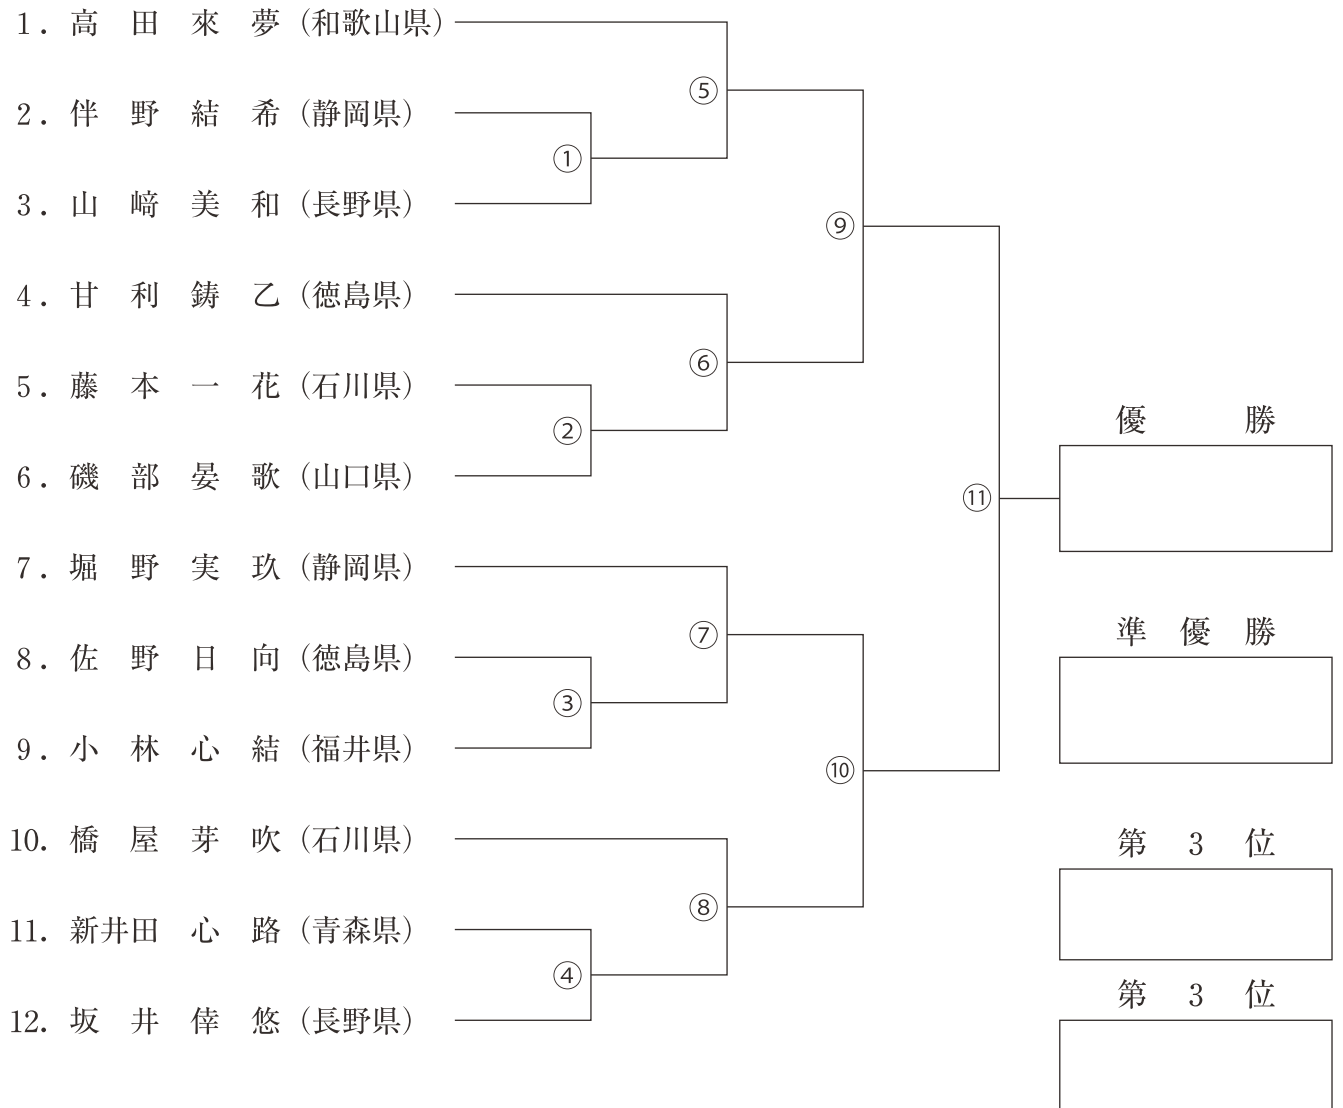 1．高田來夢（和歌山県）
⑤
2．伴野結希（静岡県）
①
3．山﨑美和（長野県）
⑨
4．甘利鋳乙（徳島県）
⑥
5．藤本一花（石川県）
②
6．磯部晏歌（山口県）
優勝
⑪
7．堀野実玖（静岡県）
⑦
準優勝
8．佐野日向（徳島県）
③
9．小林心結（福井県）
⑩
10．橋屋芽吹（石川県）
第3位
⑧
11．新井田心路（青森県）
④
第3位
12．坂井倖悠（長野県）